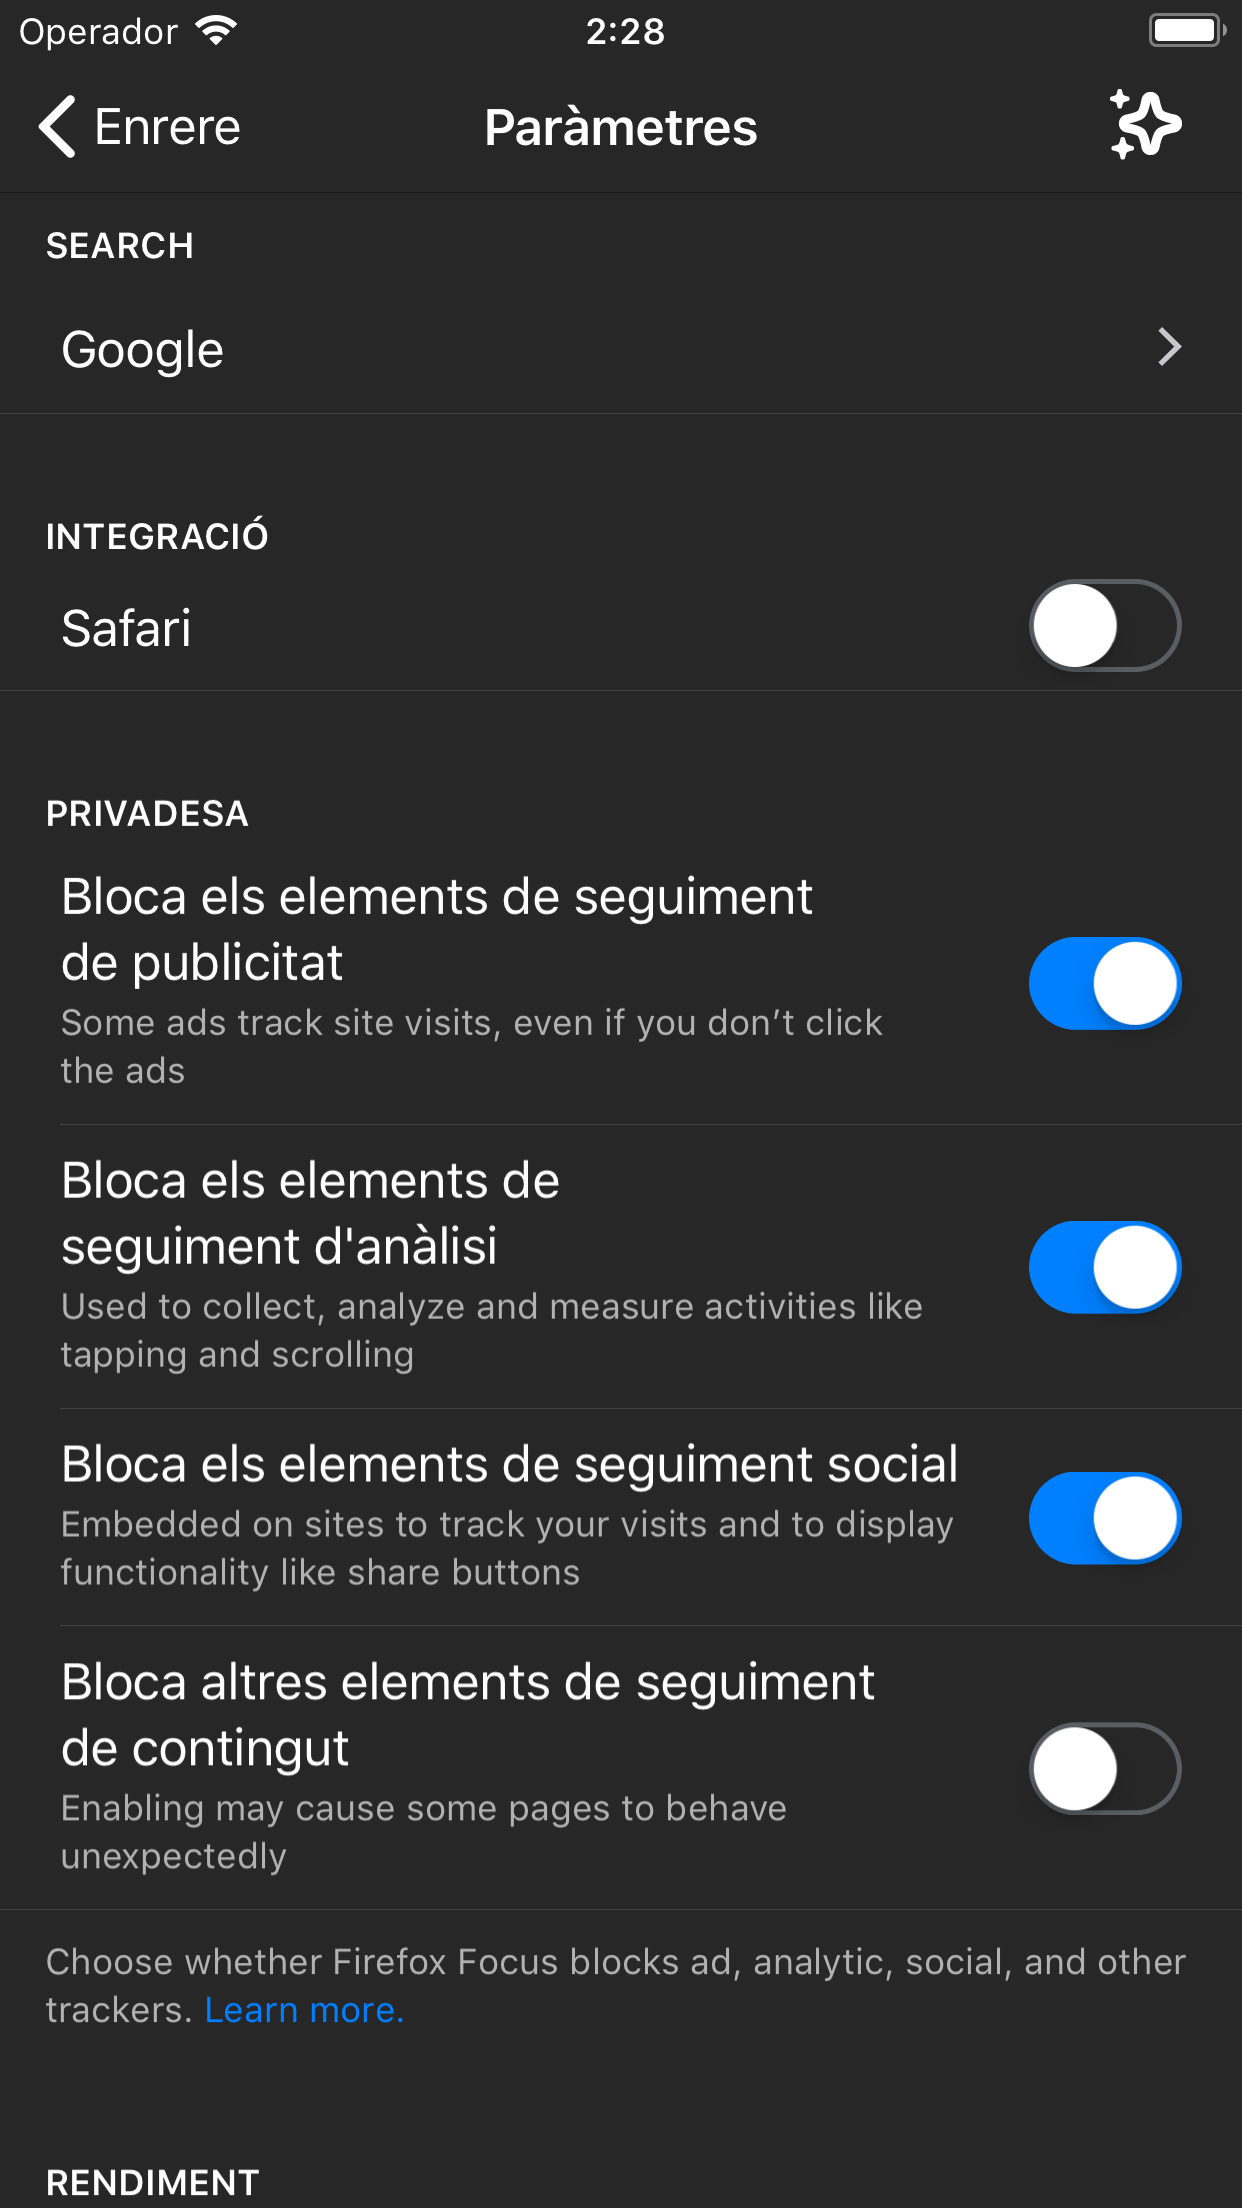 Operador
2:28
Enrere
Paràmetres
SEARCH
Google
INTEGRACIÓ
Safari
PRIVADESA
Bloca els elements de seguiment
de publicitat
Some ads track site visits, even if you don’t click
the ads
Bloca els elements de
seguiment d'anàlisi
Used to collect, analyze and measure activities like
tapping and scrolling
Bloca els elements de seguiment social
Embedded on sites to track your visits and to display
functionality like share buttons
Bloca altres elements de seguiment
de contingut
Enabling may cause some pages to behave
unexpectedly
Choose whether Firefox Focus blocks ad, analytic, social, and other
trackers. Learn more.
RENDIMENT